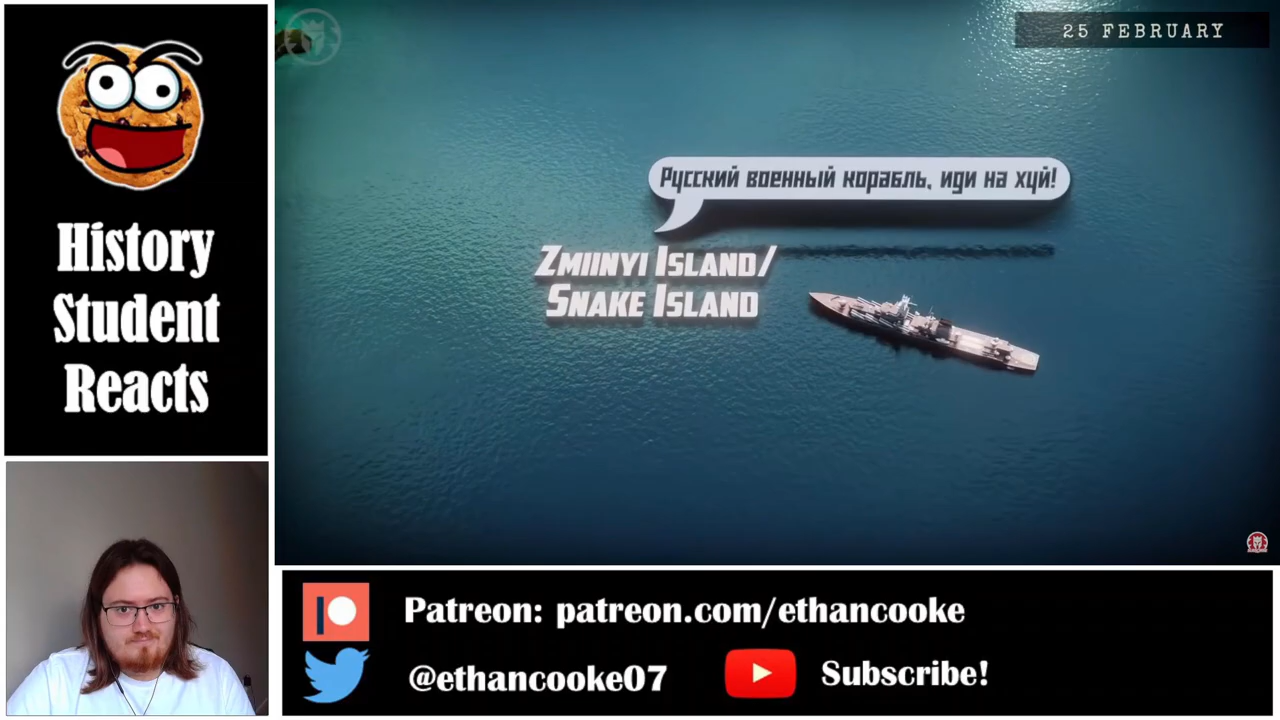 25 FEBRUARY
Русский военный корабль, иди на хуй!
ZMIINYI ISLAND/
SNAKE ISLAND
History
Student
Reacts
Patreon: patreon.com/ethancooke
@ethancooke07
Subscribe!